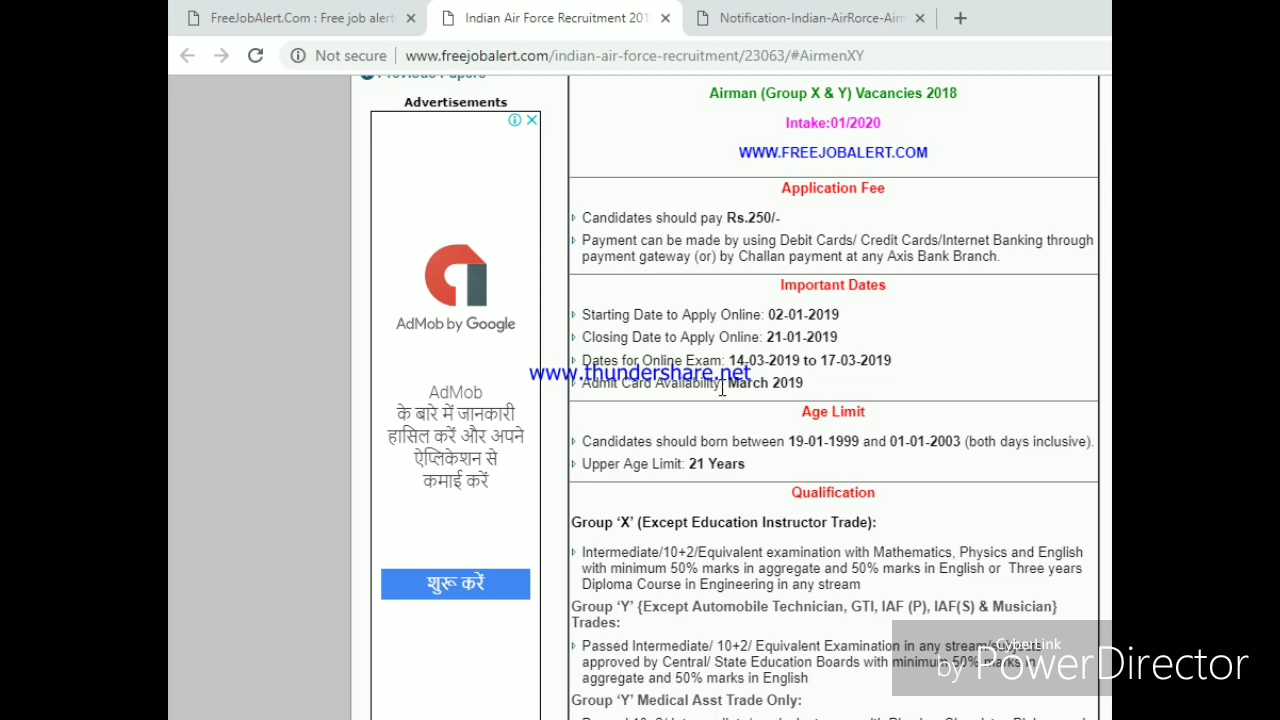 FreeJobAlert.Com : Free job alert
Indian Air Force Recruitment 201
Notification-Indian-AirRorce-Airn
Not secure
www.freejobalert.com/indian-air-force-recruitment/23063/#AirmenXY
Previous Papers
Advertisements
AdMob by Google
AdMob
के बारे में जानकारी
हासिल करें और अपने
ऐप्लिकेशन से
कमाई करें
शुरू करें
Airman (Group X & Y) Vacancies 2018
Intake:01/2020
WWW.FREEJOBALERT.COM
Application Fee
Candidates should pay Rs.250/-
Payment can be made by using Debit Cards/ Credit Cards/Internet Banking through
payment gateway (or) by Challan payment at any Axis Bank Branch.
Important Dates
Starting Date to Apply Online: 02-01-2019
Closing Date to Apply Online: 21-01-2019
Dates for Online Exam: 14-03-2019 to 17-03-2019
www.thundershare.net
Admit Card Availability: March 2019
Age Limit
Candidates should born between 19-01-1999 and 01-01-2003 (both days inclusive).
Upper Age Limit: 21 Years
Qualification
Group ‘X’ (Except Education Instructor Trade):
Intermediate/10+2/Equivalent examination with Mathematics, Physics and English
with minimum 50% marks in aggregate and 50% marks in English or Three years
Diploma Course in Engineering in any stream
Group ‘Y’ {Except Automobile Technician, GTI, IAF (P), IAF(S) & Musician}
Trades:
Passed Intermediate/ 10+2/ Equivalent Examination in any stream/subjects
approved by Central/ State Education Boards with minimum 50% marks in
aggregate and 50% marks in English
Group ‘Y’ Medical Asst Trade Only:
CyberLink
by PowerDirector